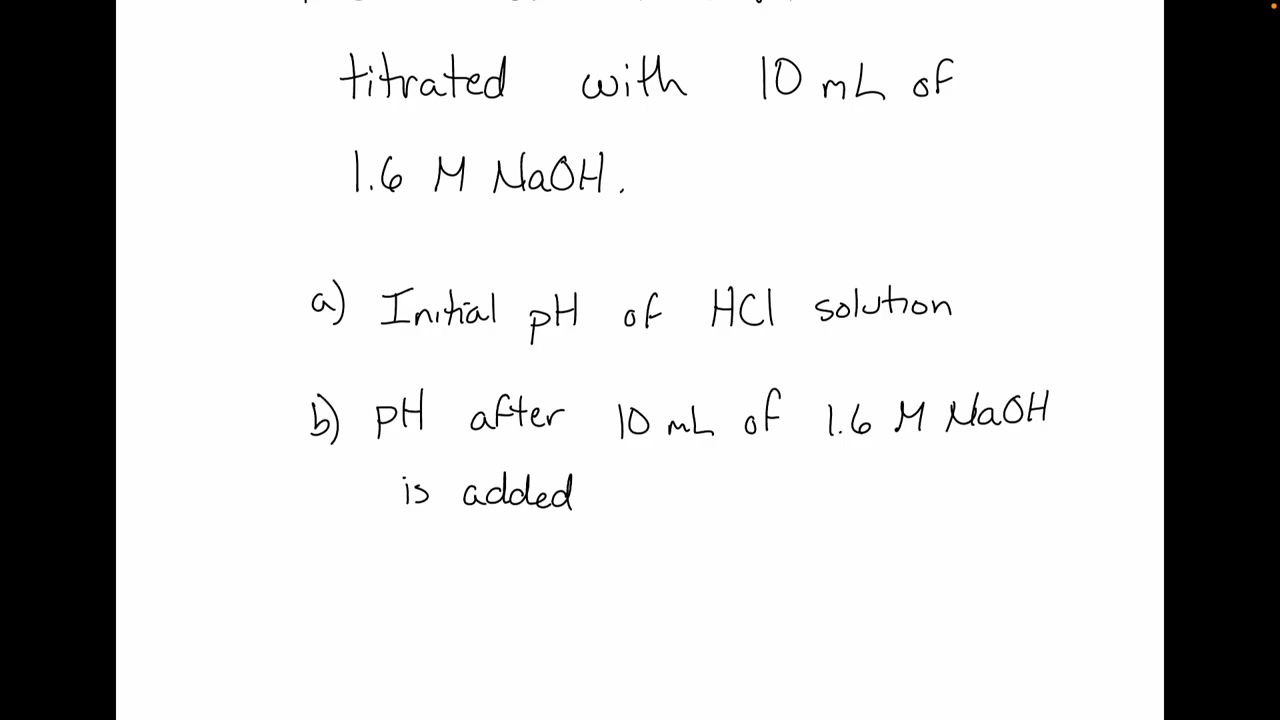 titrated with 10 mL of
1.6 M NaOH.
a) Initial pH of HCl solution
b) pH after 10 mL of 1.6 M NaOH
is added